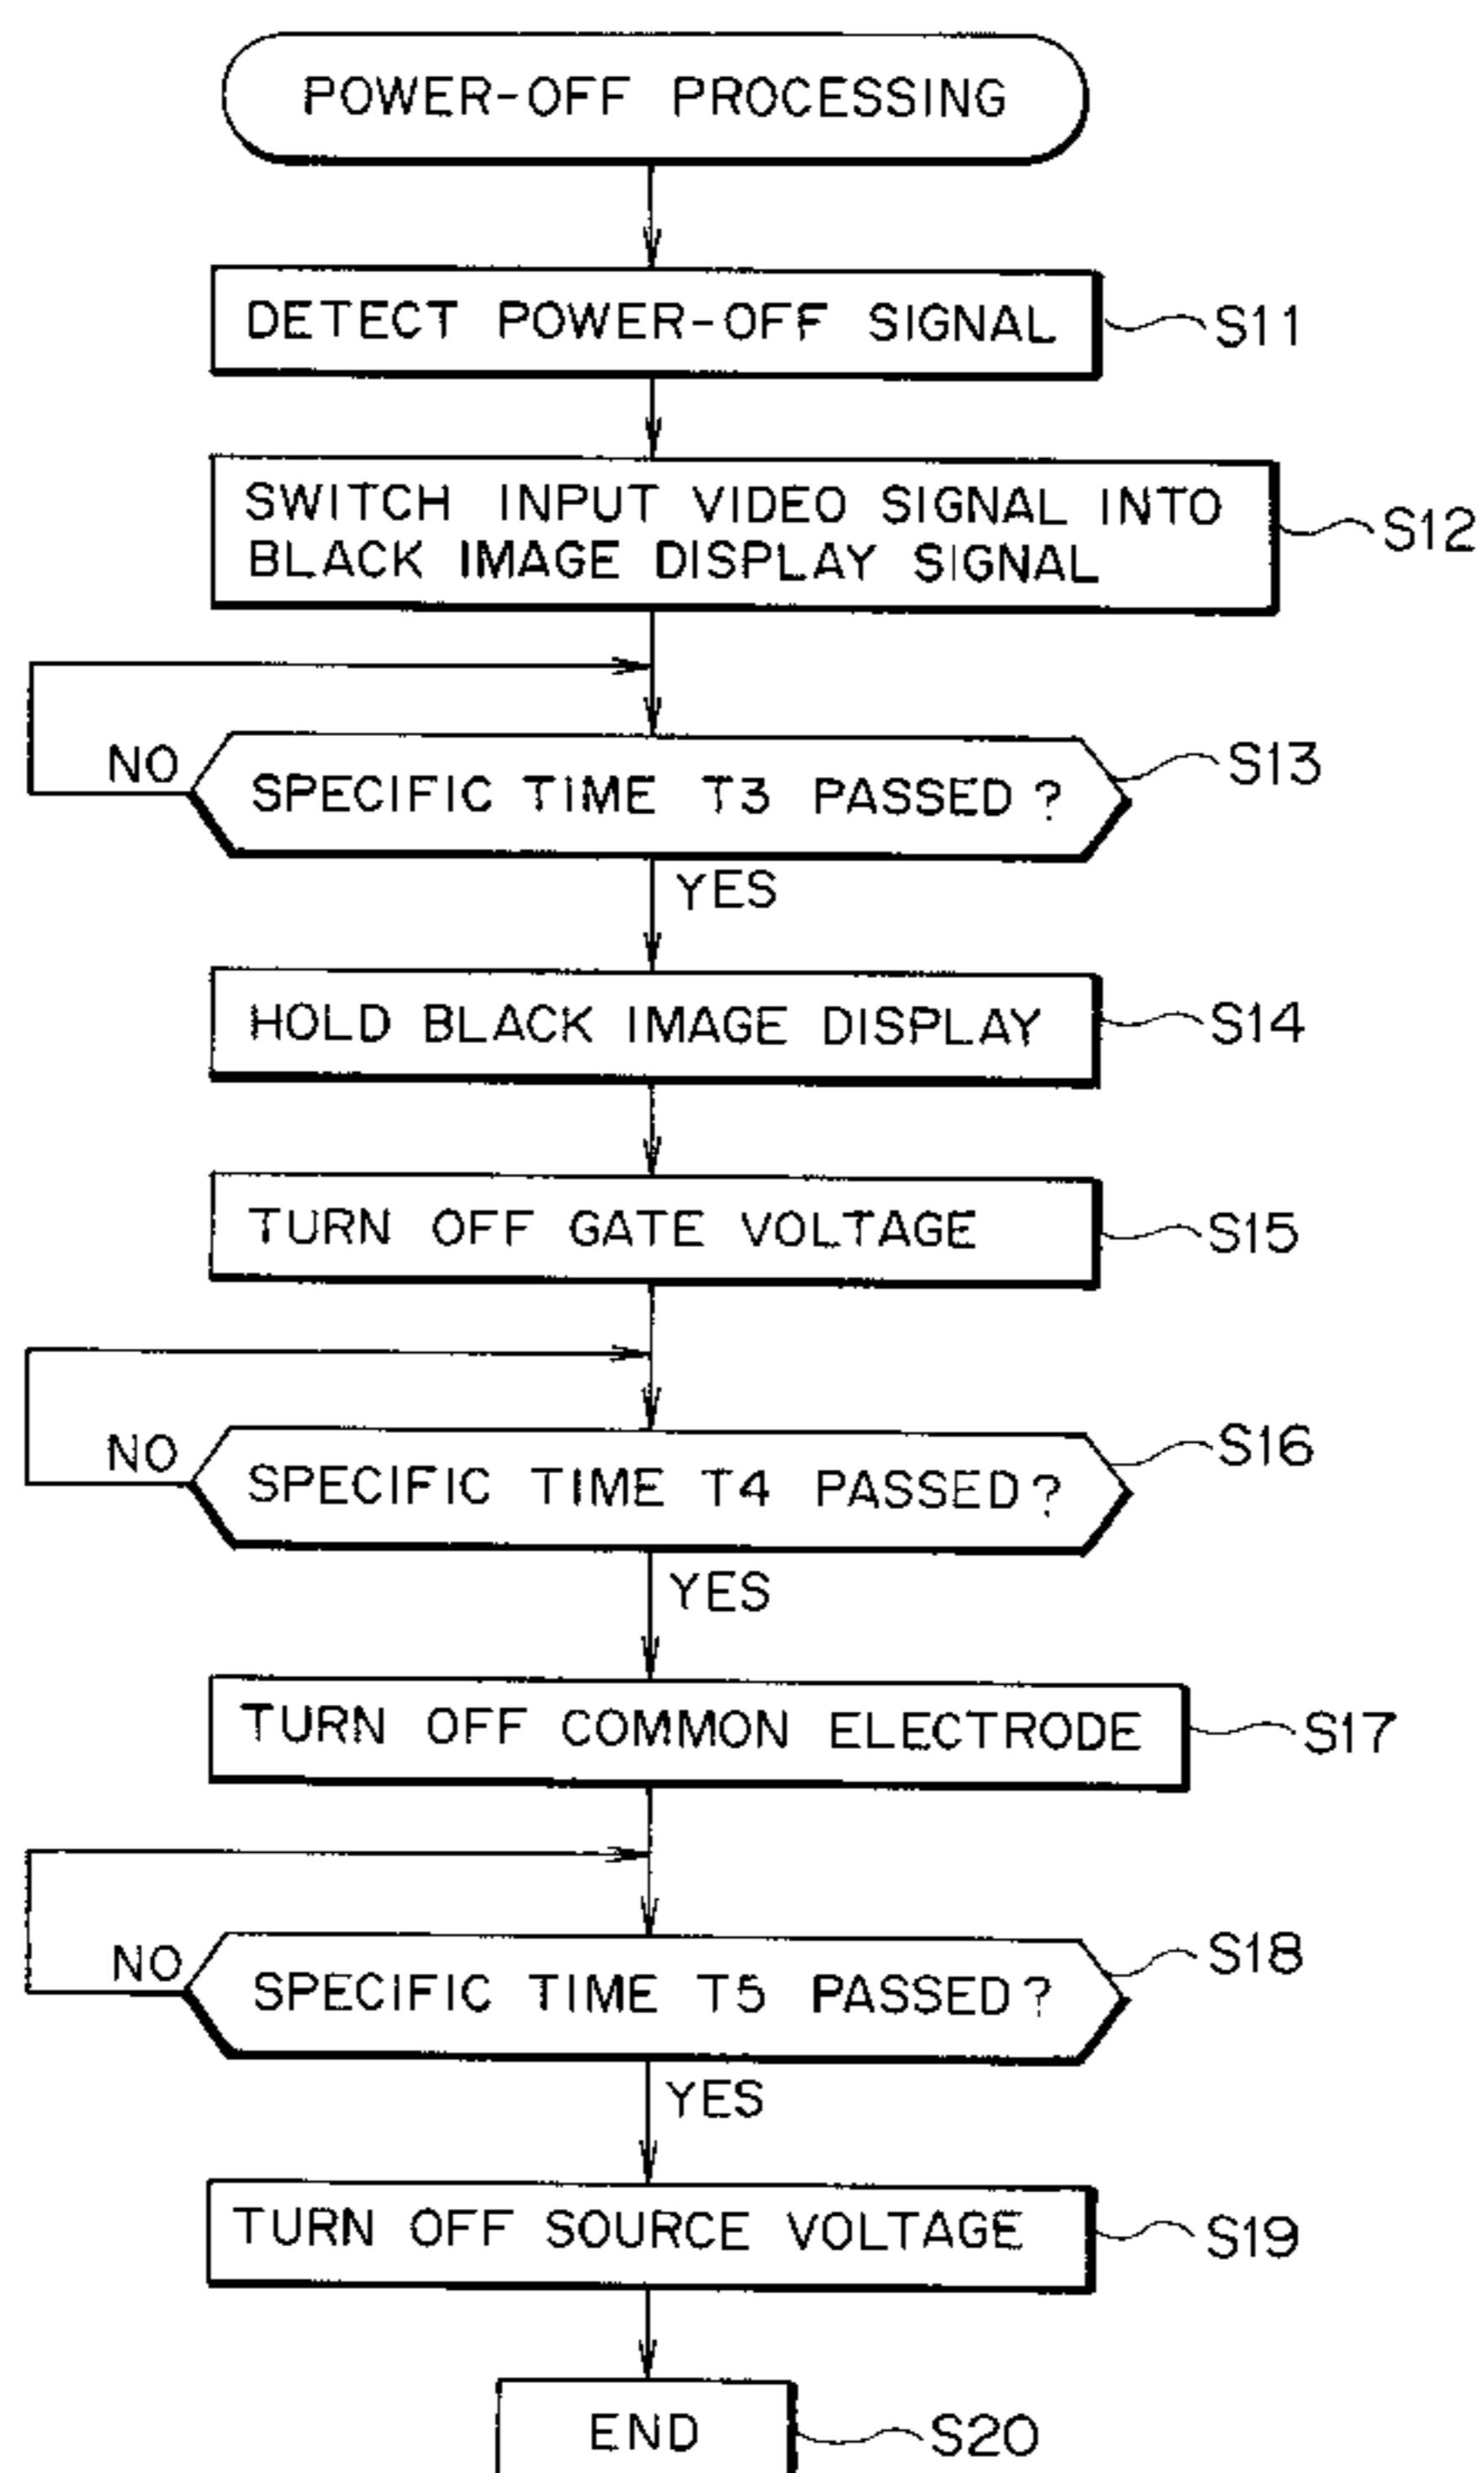 POWER-OFF PROCESSING
DETECT POWER-OFF SIGNAL
S11
SWITCH INPUT VIDEO SIGNAL INTO
BLACK IMAGE DISPLAY SIGNAL
S12
NO
SPECIFIC TIME T3 PASSED?
S13
YES
HOLD BLACK IMAGE DISPLAY
S14
TURN OFF GATE VOLTAGE
S15
NO
SPECIFIC TIME T4 PASSED?
S16
YES
TURN OFF COMMON ELECTRODE
S17
NO
SPECIFIC TIME T5 PASSED?
S18
YES
TURN OFF SOURCE VOLTAGE
S19
END
S20